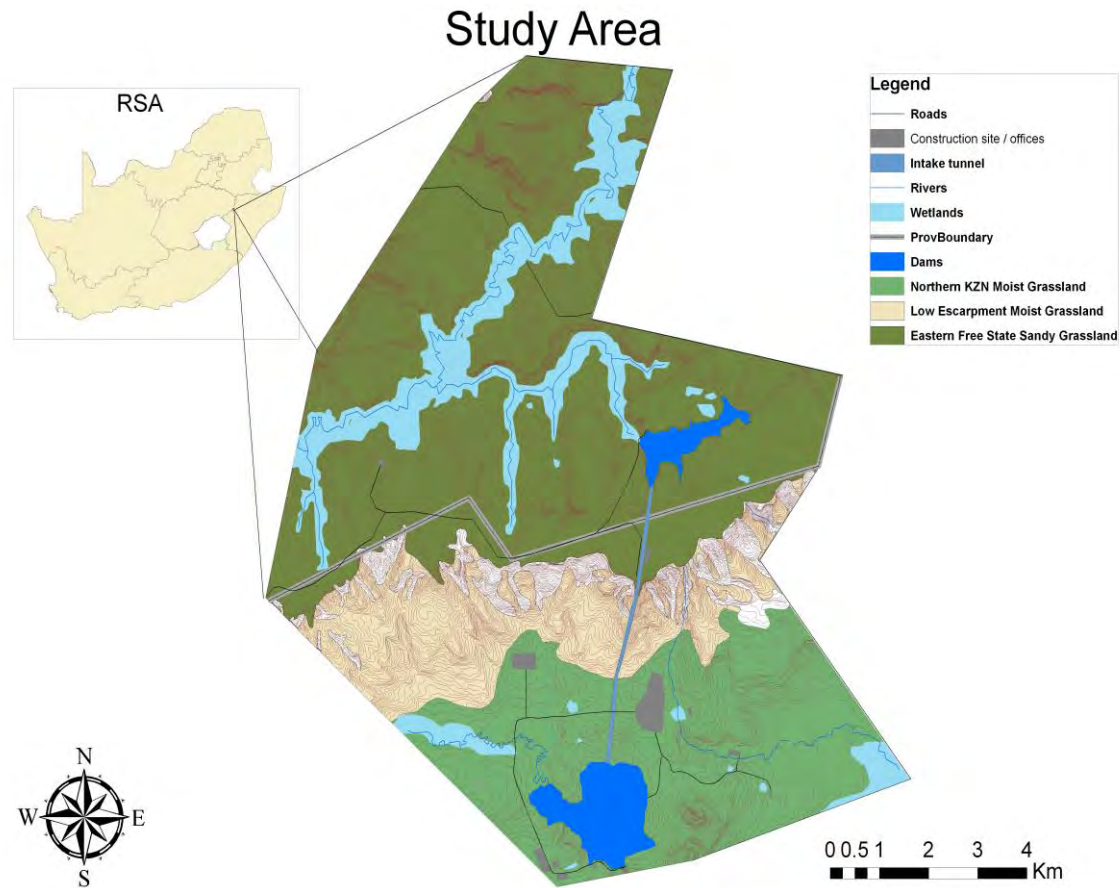 Study Area
RSA
Legend
Roads
Construction site / offices
Intake tunnel
Rivers
Wetlands
ProvBoundary
Dams
Northern KZN Moist Grassland
Low Escarpment Moist Grassland
Eastern Free State Sandy Grassland
N
W E
S
0 0.5 1 2 3 4
Km